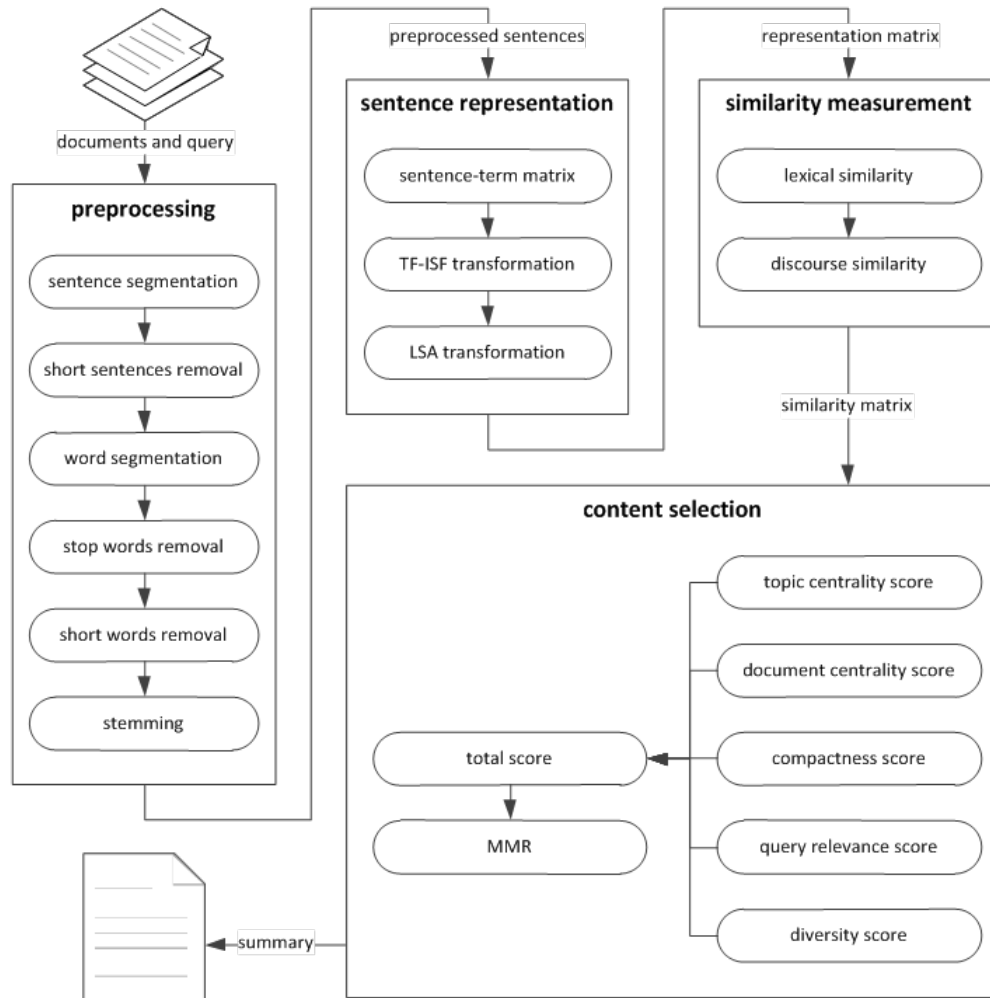 documents and query
preprocessing
sentence segmentation
short sentences removal
word segmentation
stop words removal
short words removal
stemming
preprocessed sentences
sentence representation
sentence-term matrix
TF-ISF transformation
LSA transformation
representation matrix
similarity measurement
lexical similarity
discourse similarity
similarity matrix
content selection
topic centrality score
document centrality score
compactness score
query relevance score
diversity score
total score
MMR
summary